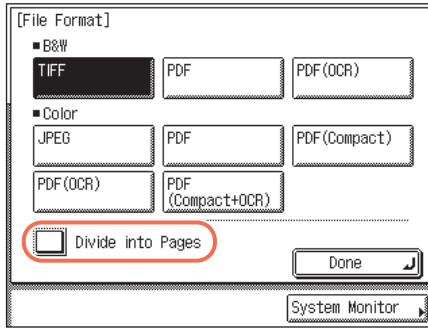 [File Format]
■B&W
TIFF PDF PDF(OCR)
■Color
JPEG PDF PDF(Compact)
PDF(OCR) PDF
(Compact+OCR)
Divide into Pages
Done
System Monitor